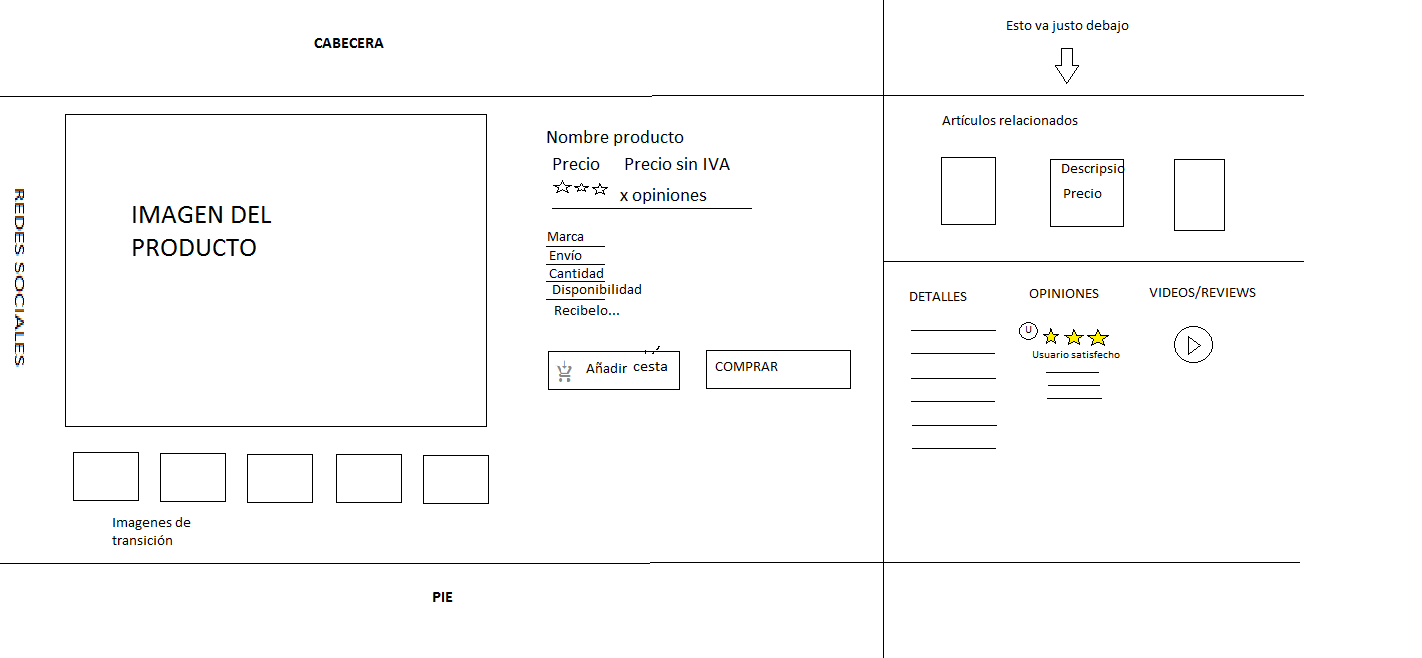 CABECERA
REDES SOCIALES
IMAGEN DEL
PRODUCTO
Imagenes de
transición
Nombre producto
Precio Precio sin IVA
x opiniones
Marca
Envío
Cantidad
Disponibilidad
Recibelo...
Añadir cesta
COMPRAR
PIE
Esto va justo debajo
Artículos relacionados
Descripsio
Precio
DETALLES
OPINIONES
VIDEOS/REVIEWS
U
Usuario satisfecho